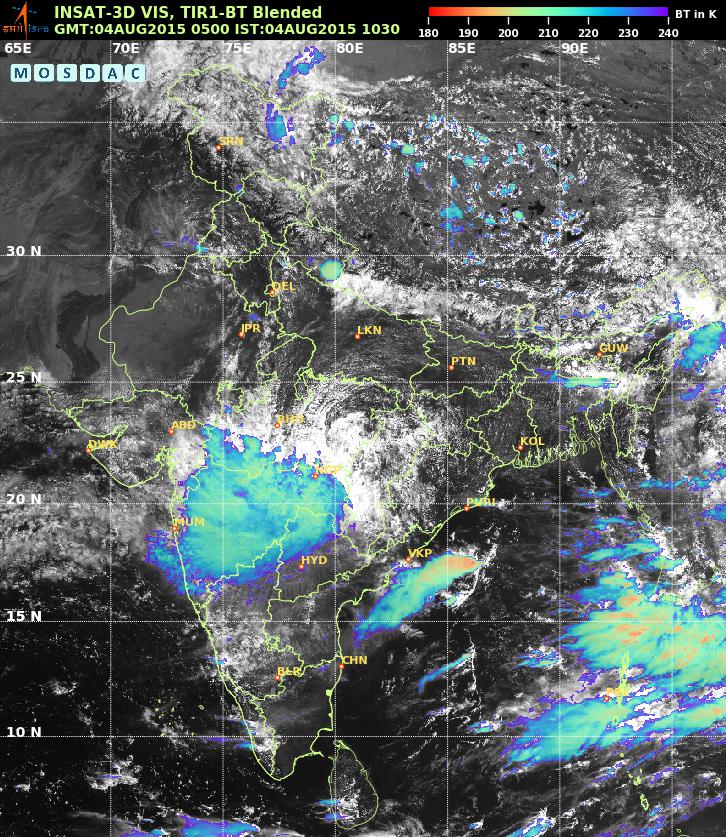 INSAT-3D VIS, TIR1-BT Blended
GMT:04AUG2015 0500 IST:04AUG2015 1030
BT in K
180 190 200 210 220 230 240
65E 70E 75E 80E 85E 90E
MOSDAC
SRN
30 N
DEL
JPR LKN
GUW
PTN
25 N
ABD
DWK
KOL
20 N
PURI
MUM
VKP
HYD
15 N
CHN
BLR
10 N